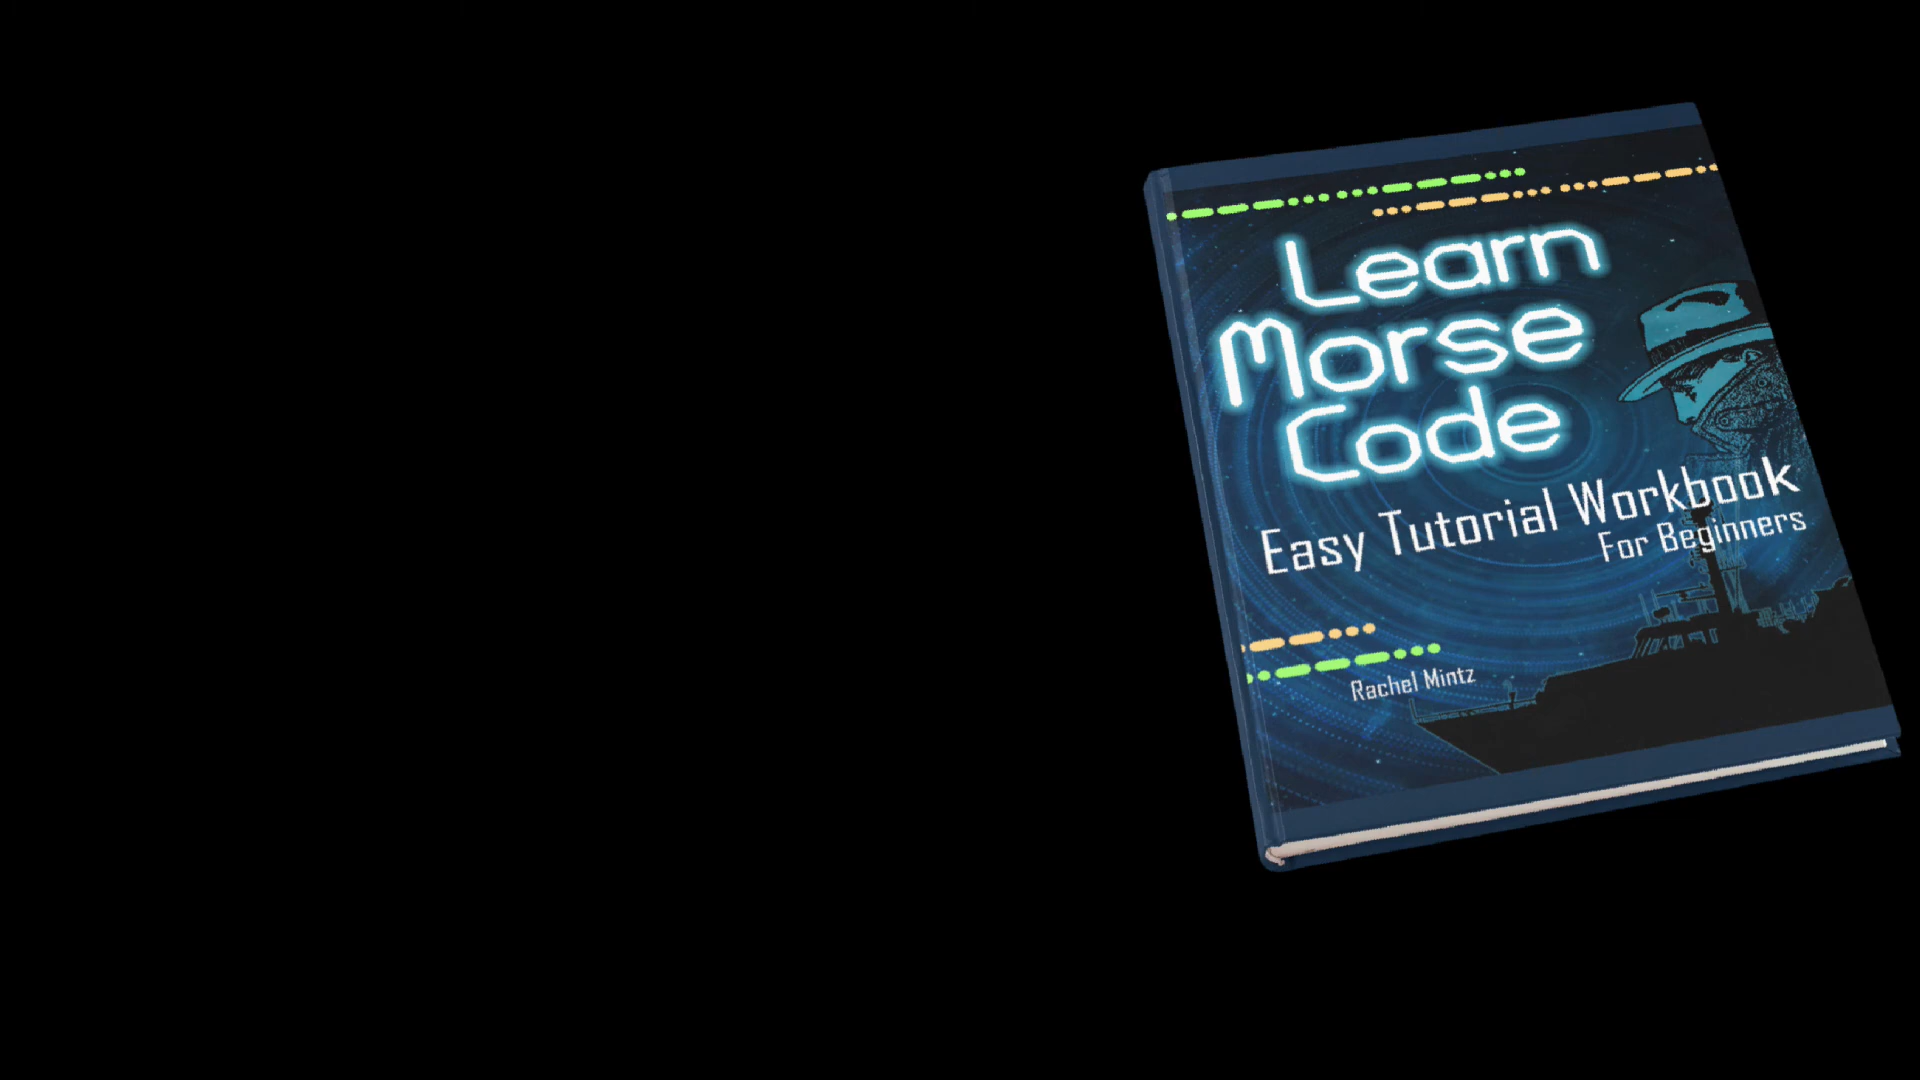 Learn
Morse
Code
Easy Tutorial Workbook
For Beginners
Rachel Mintz